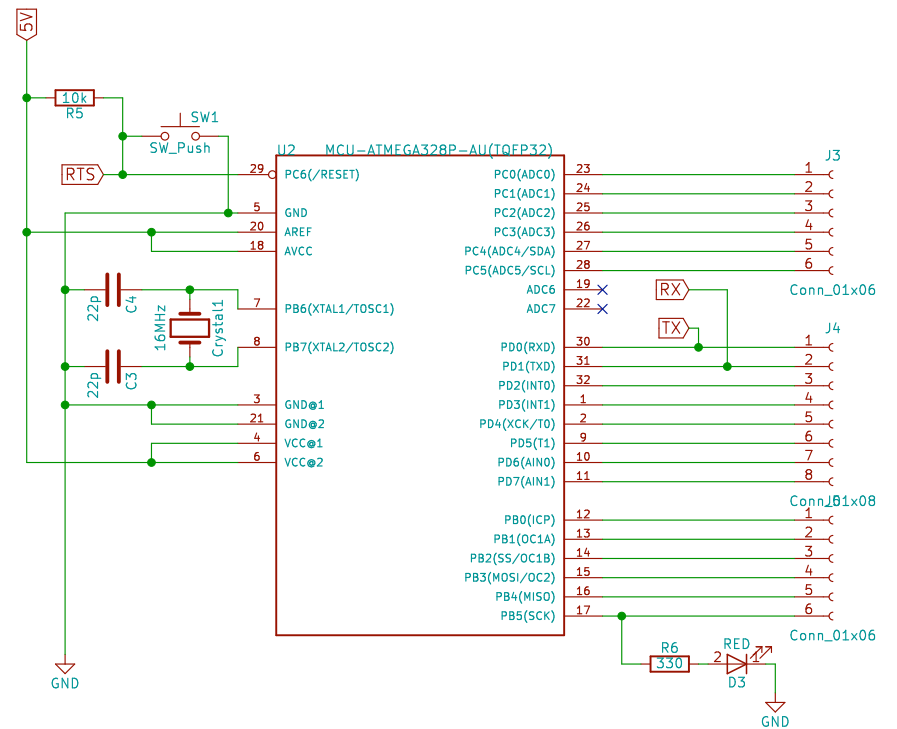 5V
10k
R5
SW1
SW_Push
RTS
U2
MCU-ATMEGA328P-AU(TQFP32)
29 PC6(/RESET)
5 GND
20 AREF
18 AVCC
7 PB6(XTAL1/TOSC1)
8 PB7(XTAL2/TOSC2)
3 GND@1
21 GND@2
4 VCC@1
6 VCC@2
22p
C4
16MHz
Crystal1
22p
C3
GND
PC0(ADC0) 23
PC1(ADC1) 24
PC2(ADC2) 25
PC3(ADC3) 26
PC4(ADC4/SDA) 27
PC5(ADC5/SCL) 28
ADC6 19
ADC7 22
PD0(RXD) 30
PD1(TXD) 31
PD2(INT0) 32
PD3(INT1) 1
PD4(XCK/T0) 2
PD5(T1) 9
PD6(AIN0) 10
PD7(AIN1) 11
PB0(ICP) 12
PB1(OC1A) 13
PB2(SS/OC1B) 14
PB3(MOSI/OC2) 15
PB4(MISO) 16
PB5(SCK) 17
J3
1
2
3
4
5
6
Conn_01x06
RX
TX
J4
1
2
3
4
5
6
7
8
Conn_01x08
J5
1
2
3
4
5
6
Conn_01x06
R6
330
RED
2
1
D3
GND